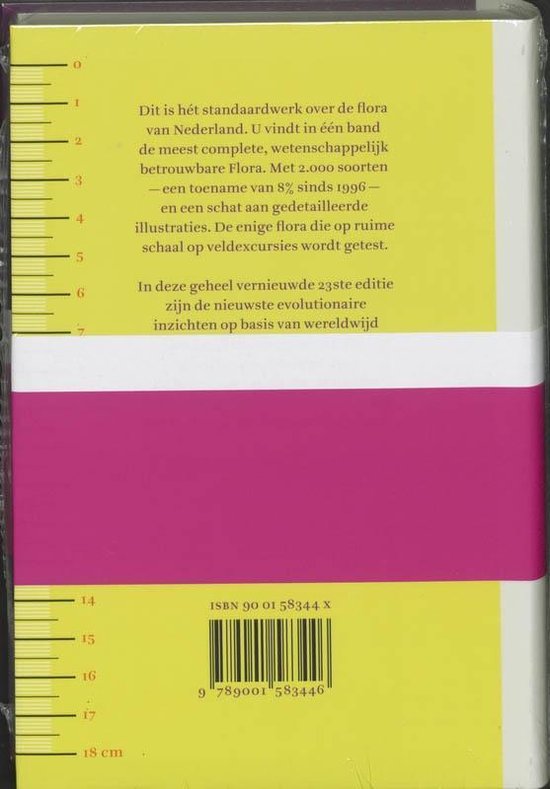 0
1
2
3
4
5
6
7
Dit is hét standaardwerk over de flora
van Nederland. U vindt in één band
de meest complete, wetenschappelijk
betrouwbare Flora. Met 2.000 soorten
—een toename van 8% sinds 1996—
en een schat aan gedetailleerde
illustraties. De enige flora die op ruime
schaal op veldexcursies wordt getest.
In deze geheel vernieuwde 23ste editie
zijn de nieuwste evolutionaire
inzichten op basis van wereldwijd
14
15
16
17
18 cm
ISBN 90 01 58344 x
9 789001 583446